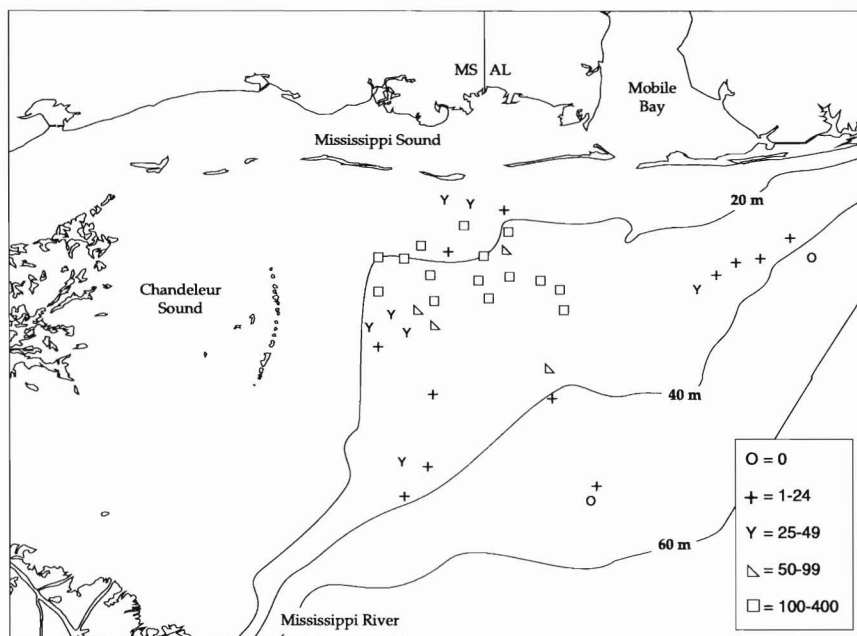 MS AL
Mobile
Bay
Mississippi Sound
20 m
Chandeleur
Sound
40 m
O = 0
+ = 1-24
Y = 25-49
60 m
= 50-99
= 100-400
Mississippi River